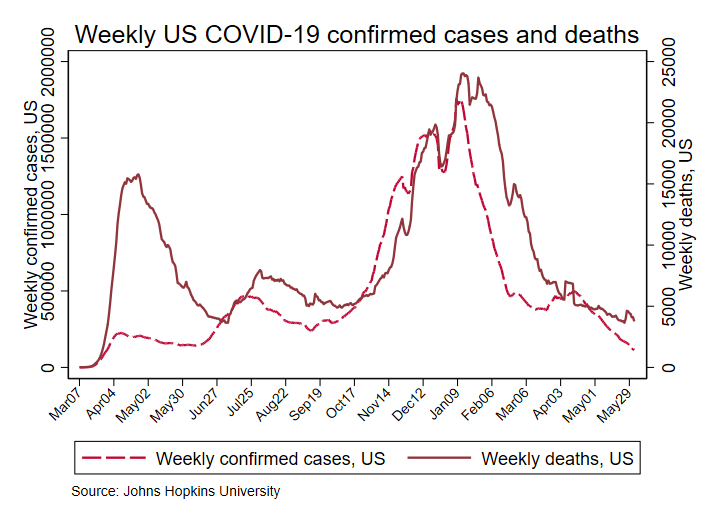 Weekly US COVID-19 confirmed cases and deaths
Weekly confirmed cases, US
2000000
1500000
1000000
500000
0
25000
20000
15000
10000
5000
0
Weekly deaths, US
Mar07 Apr04 May02 May30 Jun27 Jul25 Aug22 Sep19 Oct17 Nov14 Dec12 Jan09 Feb06 Mar06 Apr03 May01 May29
Weekly confirmed cases, US Weekly deaths, US
Source: Johns Hopkins University